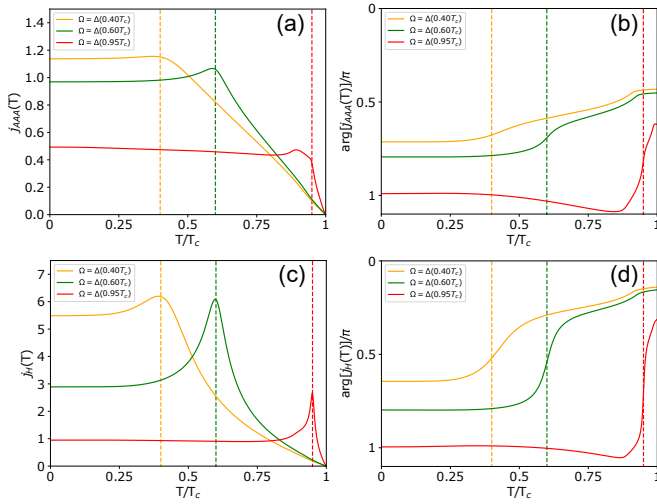 (a)
Ω = Δ(0.40T_c)
Ω = Δ(0.60T_c)
Ω = Δ(0.95T_c)
j_AAA(T)
1.4
1.2
1.0
0.8
0.6
0.4
0.2
0.0
0 0.25 0.5 0.75 1
T/T_c
(b)
Ω = Δ(0.40T_c)
Ω = Δ(0.60T_c)
Ω = Δ(0.95T_c)
arg[j_AAA(T)]/π
0
0.5
1
0 0.25 0.5 0.75 1
T/T_c
(c)
Ω = Δ(0.40T_c)
Ω = Δ(0.60T_c)
Ω = Δ(0.95T_c)
j_H(T)
7
6
5
4
3
2
1
0
0 0.25 0.5 0.75 1
T/T_c
(d)
Ω = Δ(0.40T_c)
Ω = Δ(0.60T_c)
Ω = Δ(0.95T_c)
arg[j_H(T)]/π
0
0.5
1
0 0.25 0.5 0.75 1
T/T_c